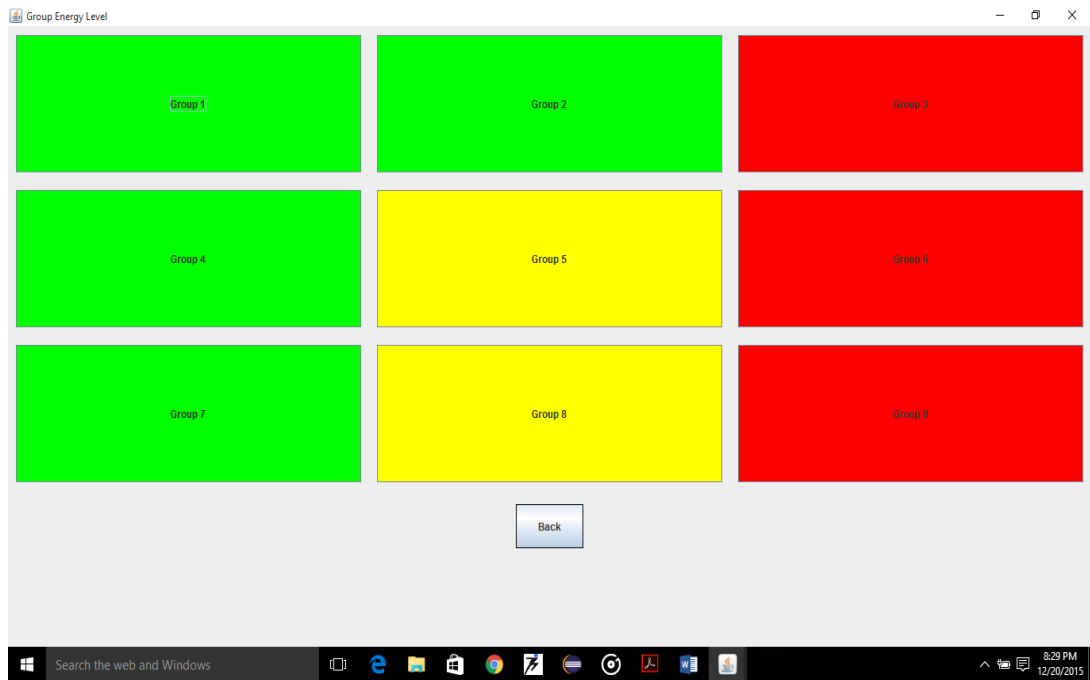 Group Energy Level
Group 1
Group 2
Group 3
Group 4
Group 5
Group 6
Group 7
Group 8
Group 9
Back
Search the web and Windows
8:29 PM
12/20/2015